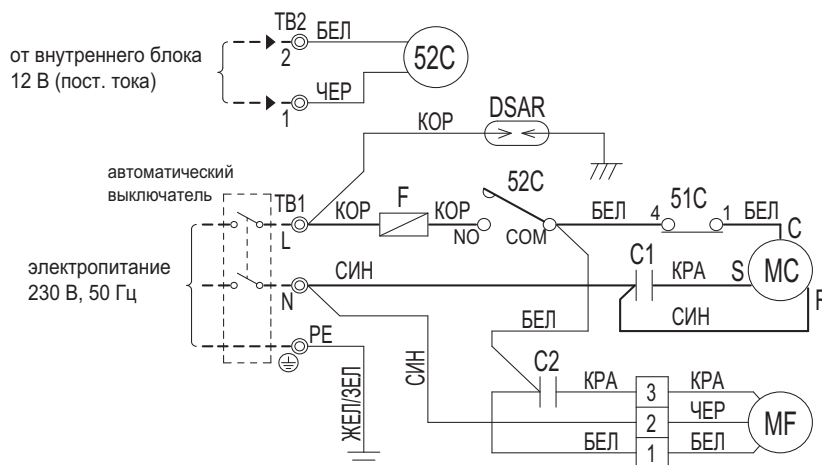 TB2
БЕЛ
2
52C
от внутреннего блока
12 В (пост. тока)
ЧЕР
1
КОР
DSAR
автоматический
выключатель
TB1
L
КОР
F
КОР
NO
52C
COM
БЕЛ
4
51C
1
БЕЛ
C
электропитание
230 В, 50 Гц
N
СИН
C1
КРА
S
MC
R
СИН
PE
ЖЕЛ/ЗЕЛ
СИН
БЕЛ
C2
КРА
3
КРА
2
ЧЕР
MF
БЕЛ
1
БЕЛ